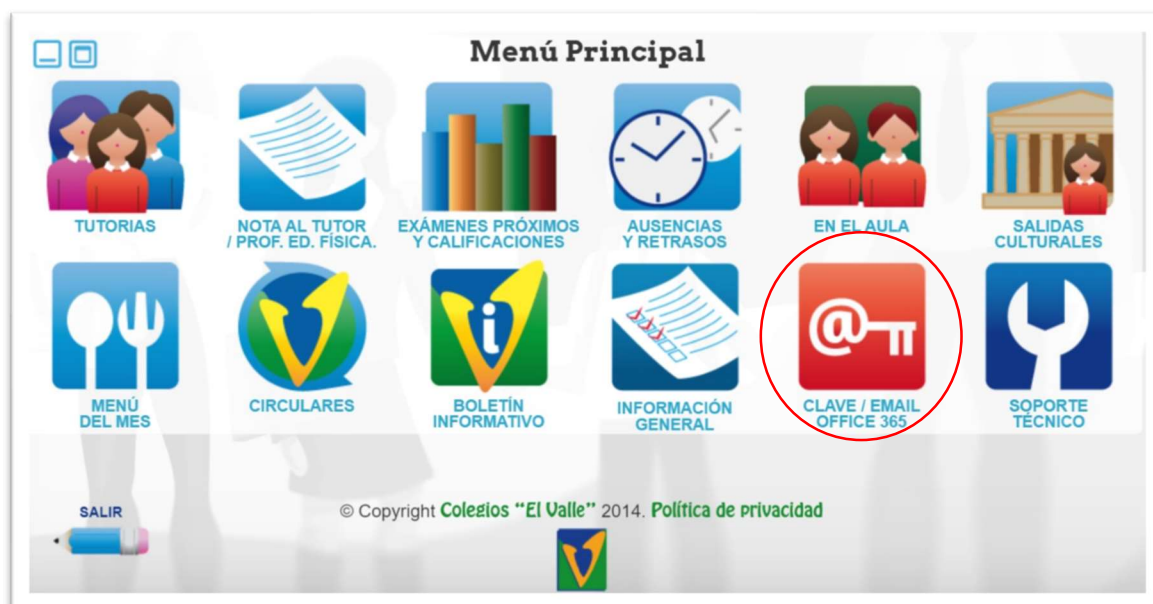 Menú Principal
TUTORIAS
NOTA AL TUTOR
/ PROF. ED. FÍSICA.
EXÁMENES PRÓXIMOS
Y CALIFICACIONES
AUSENCIAS
Y RETRASOS
EN EL AULA
SALIDAS
CULTURALES
MENÚ
DEL MES
CIRCULARES
BOLETÍN
INFORMATIVO
INFORMACIÓN
GENERAL
CLAVE / EMAIL
OFFICE 365
SOPORTE
TÉCNICO
SALIR
© Copyright Colegios "El Valle" 2014. Política de privacidad